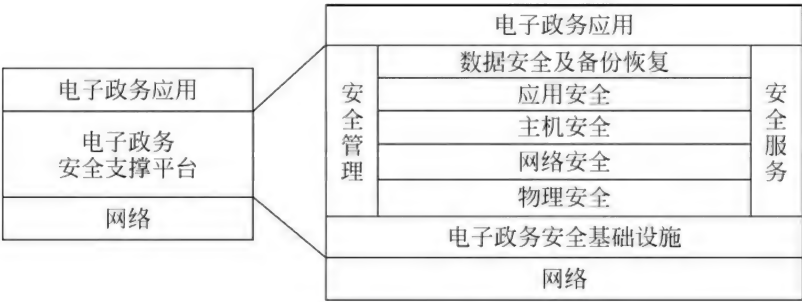 电子政务应用
电子政务
安全支撑平台
网络
电子政务应用
安全管理
数据安全及备份恢复
应用安全
主机安全
网络安全
物理安全
安全服务
电子政务安全基础设施
网络